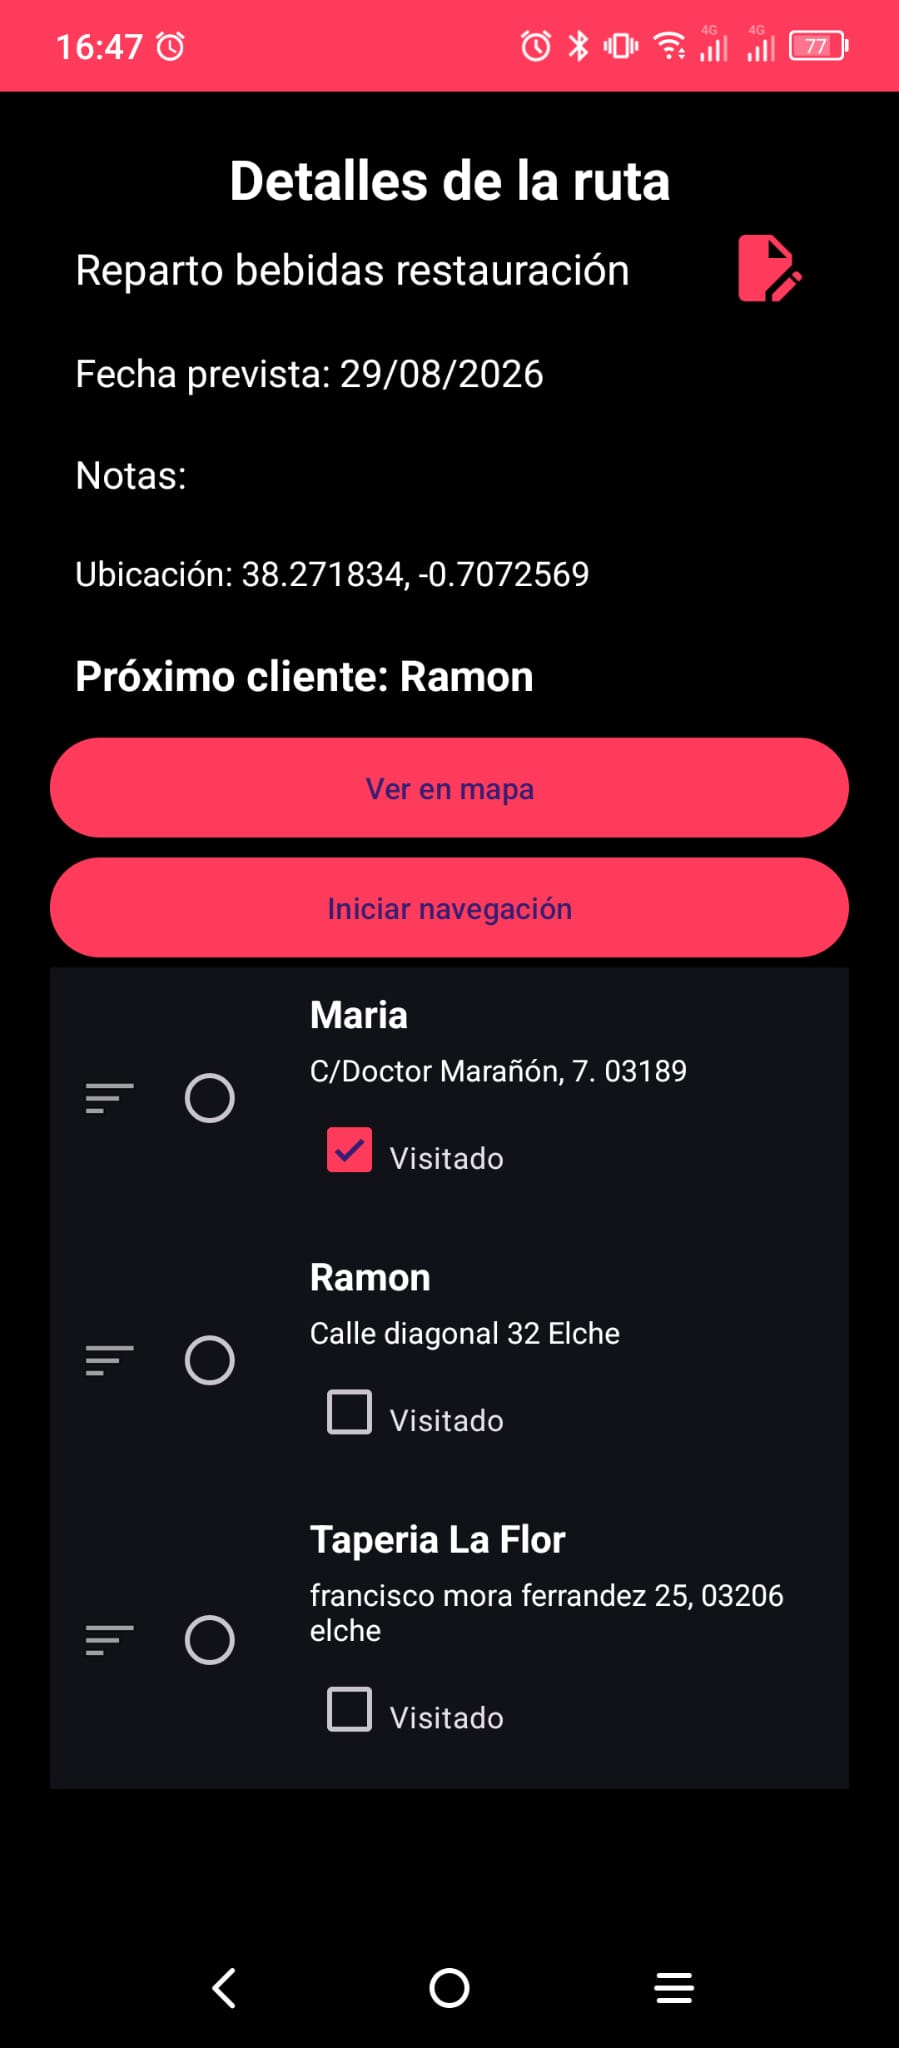 16:47
4G 4G 77
Detalles de la ruta
Reparto bebidas restauración
Fecha prevista: 29/08/2026
Notas:
Ubicación: 38.271834, -0.7072569
Próximo cliente: Ramon
Ver en mapa
Iniciar navegación
Maria
C/Doctor Marañón, 7. 03189
Visitado
Ramon
Calle diagonal 32 Elche
Visitado
Taperia La Flor
francisco mora ferrandez 25, 03206
elche
Visitado